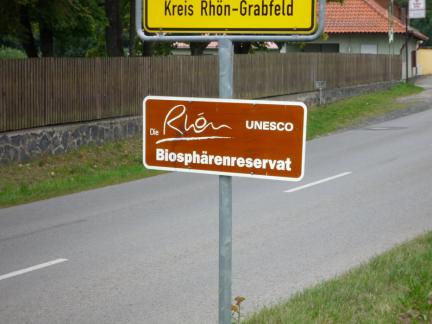 Kreis Rhön-Grabfeld
Die Rhön UNESCO
Biosphärenreservat